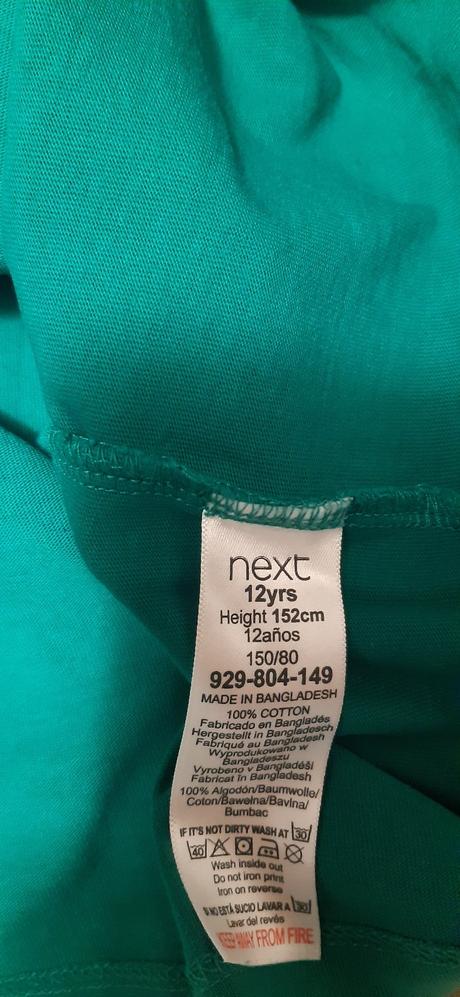 next
12yrs
Height 152cm
12años
150/80
929-804-149
MADE IN BANGLADESH
100% COTTON
Fabricado en Bangladés
Hergestellt in Bangladesch
Fabriqué au Bangladesh
Wyprodukowano w
Bangladeszu
Vyrobeno v Bangladéši
Fabricat în Bangladesh
100% Algodón/Baumwolle/
Coton/Bawełna/Bavlna/
Bumbac
IF IT'S NOT DIRTY WASH AT 30
40
Wash inside out
Do not iron print
Iron on reverse
SI NO ESTÁ SUCIO LAVAR A 30
Lavar del revés
KEEP AWAY FROM FIRE